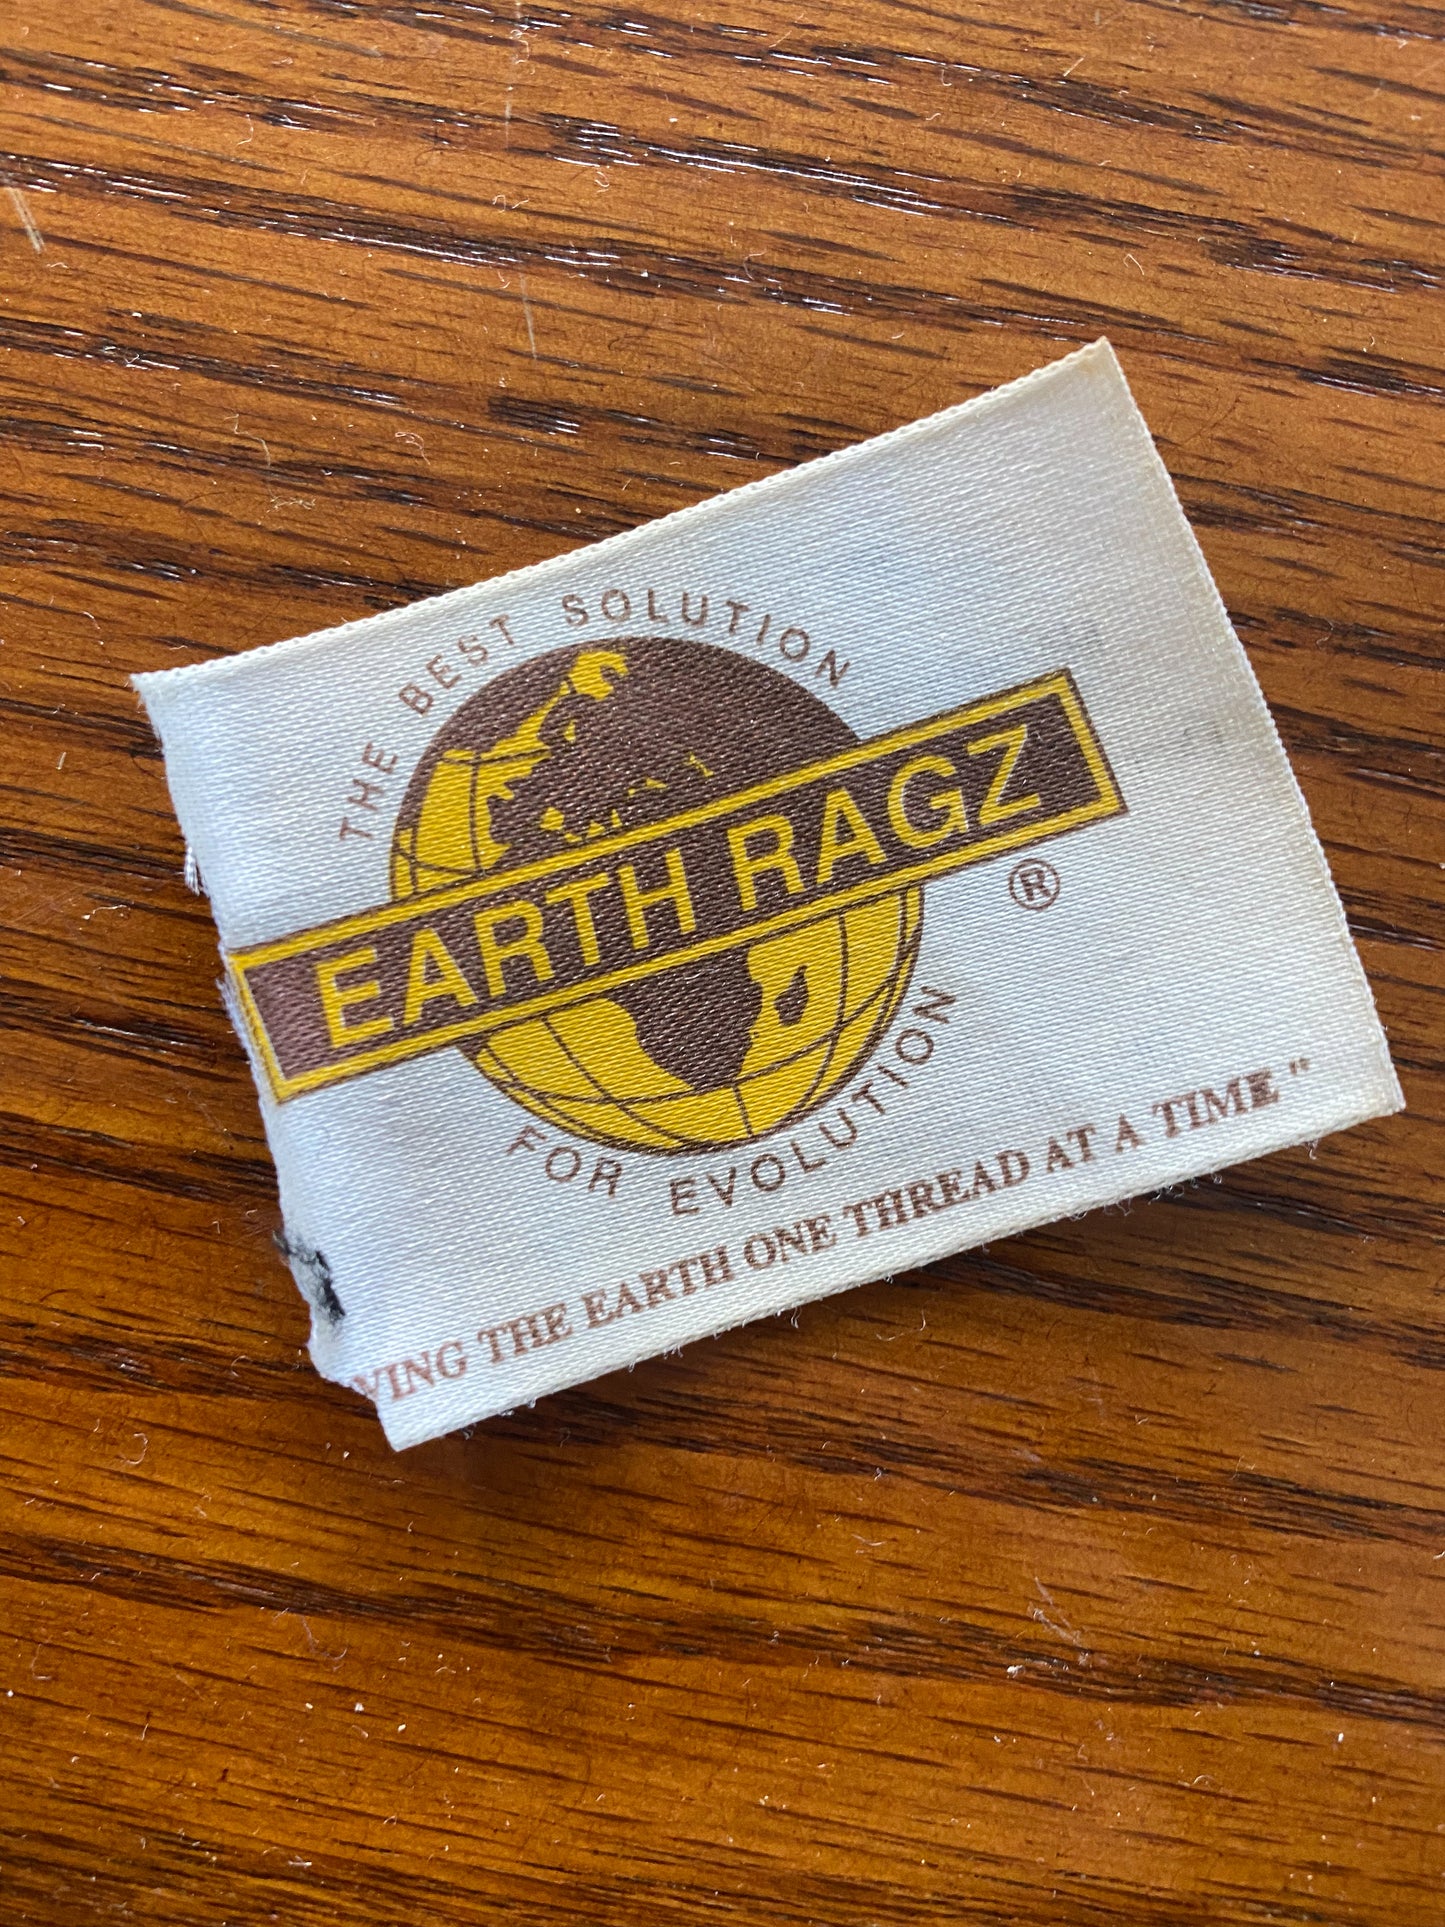 THE BEST SOLUTION
EARTH RAGZ
®
FOR EVOLUTION
VING THE EARTH ONE THREAD AT A TIME "